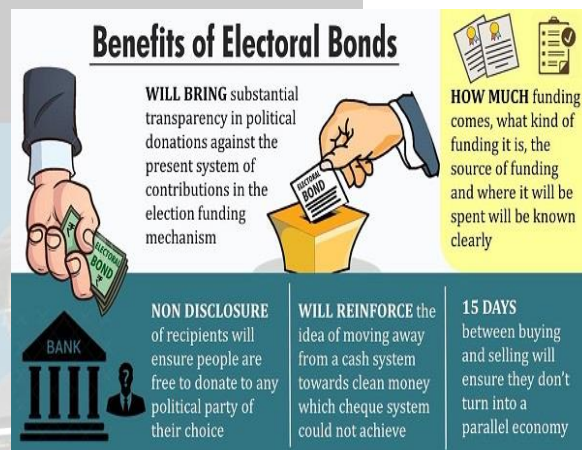 Benefits of Electoral Bonds
WILL BRING substantial
transparency in political
donations against the
present system of
contributions in the
election funding
mechanism
ELECTORAL
BOND
HOW MUCH funding
comes, what kind of
funding it is, the
source of funding
and where it will be
spent will be known
clearly
ELECTORAL
BOND
BANK
?
NON DISCLOSURE
of recipients will
ensure people are
free to donate to any
political party of
their choice
WILL REINFORCE the
idea of moving away
from a cash system
towards clean money
which cheque system
could not achieve
15 DAYS
between buying
and selling will
ensure they don't
turn into a
parallel economy